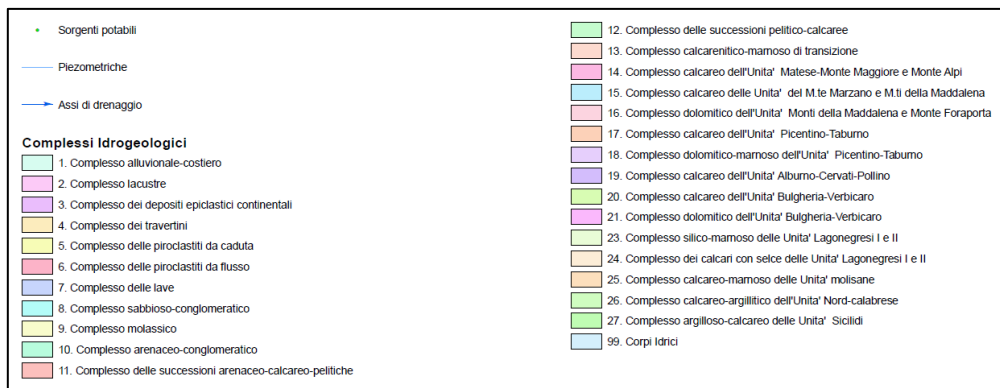 Sorgenti potabili
Piezometriche
Assi di drenaggio
Complessi Idrogeologici
1. Complesso alluvionale-costiero
2. Complesso lacustre
3. Complesso dei depositi epiclastici continentali
4. Complesso dei travertini
5. Complesso delle piroclastiti da caduta
6. Complesso delle piroclastiti da flusso
7. Complesso delle lave
8. Complesso sabbioso-conglomeratico
9. Complesso molassico
10. Complesso arenaceo-conglomeratico
11. Complesso delle successioni arenaceo-calcareo-pelitiche
12. Complesso delle successioni pelitico-calcaree
13. Complesso calcarenitico-marnoso di transizione
14. Complesso calcareo dell'Unita' Matese-Monte Maggiore e Monte Alpi
15. Complesso calcareo delle Unita' del M.te Marzano e M.ti della Maddalena
16. Complesso dolomitico dell'Unita' Monti della Maddalena e Monte Foraporta
17. Complesso calcareo dell'Unita' Picentino-Taburno
18. Complesso dolomitico-marnoso dell'Unita' Picentino-Taburno
19. Complesso calcareo dell'Unita' Alburno-Cervati-Pollino
20. Complesso calcareo dell'Unita' Bulgheria-Verbicaro
21. Complesso dolomitico dell'Unita' Bulgheria-Verbicaro
23. Complesso silico-marnoso delle Unita' Lagonegresi I e II
24. Complesso dei calcari con selce delle Unita' Lagonegresi I e II
25. Complesso calcareo-marnoso delle Unita' molisane
26. Complesso calcareo-argillitico dell'Unita' Nord-calabrese
27. Complesso argilloso-calcareo delle Unita' Sicilidi
99. Corpi Idrici